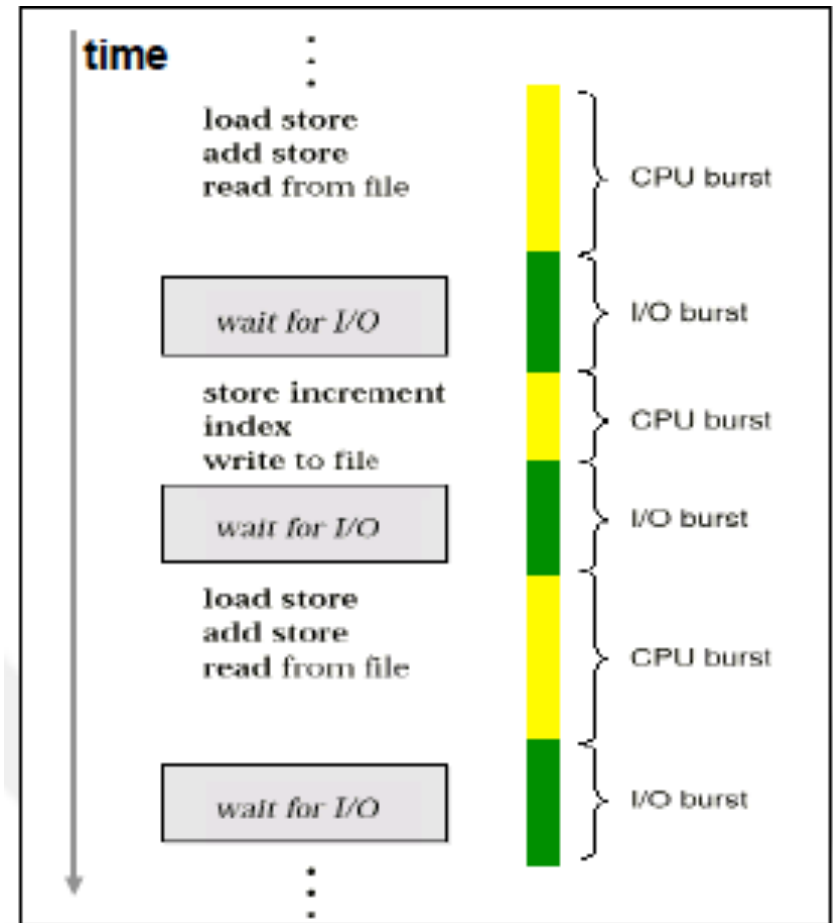 time
load store
add store
read from file
CPU burst
wait for I/O
I/O burst
store increment
index
write to file
CPU burst
wait for I/O
I/O burst
load store
add store
read from file
CPU burst
wait for I/O
I/O burst